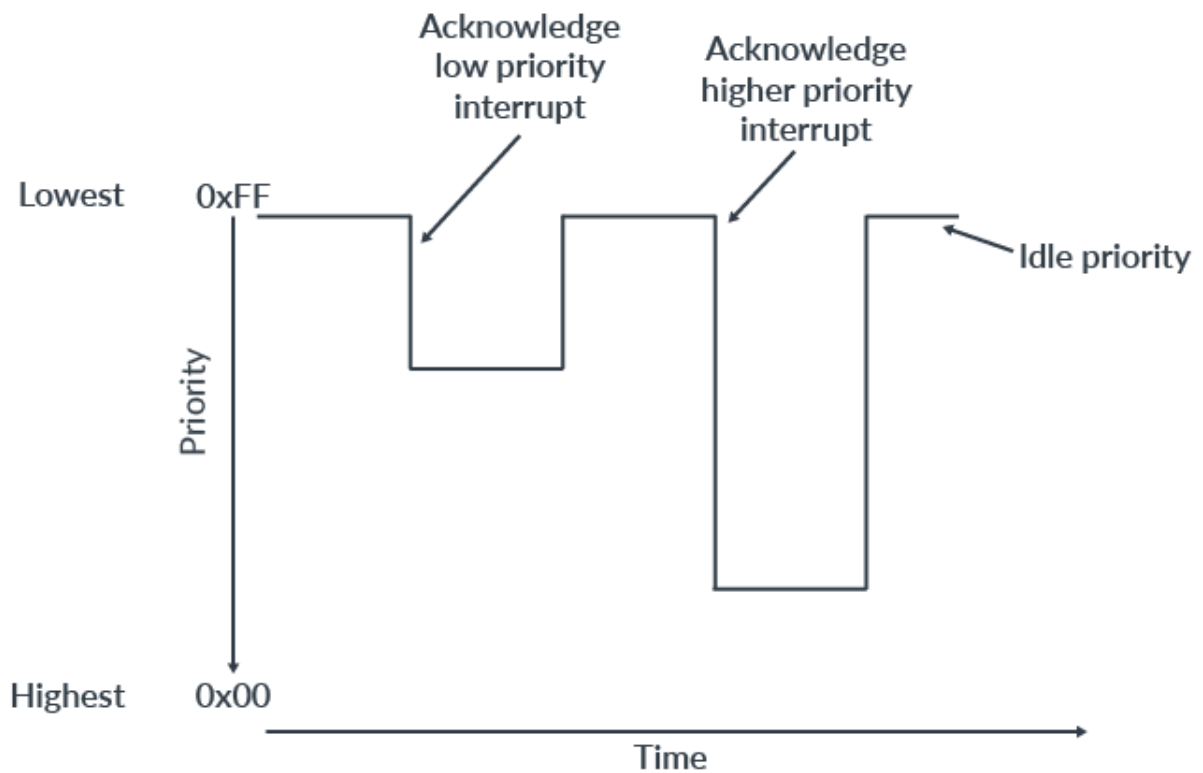 Acknowledge
low priority
interrupt
Acknowledge
higher priority
interrupt
Lowest
0xFF
Idle priority
Priority
Highest
0x00
Time